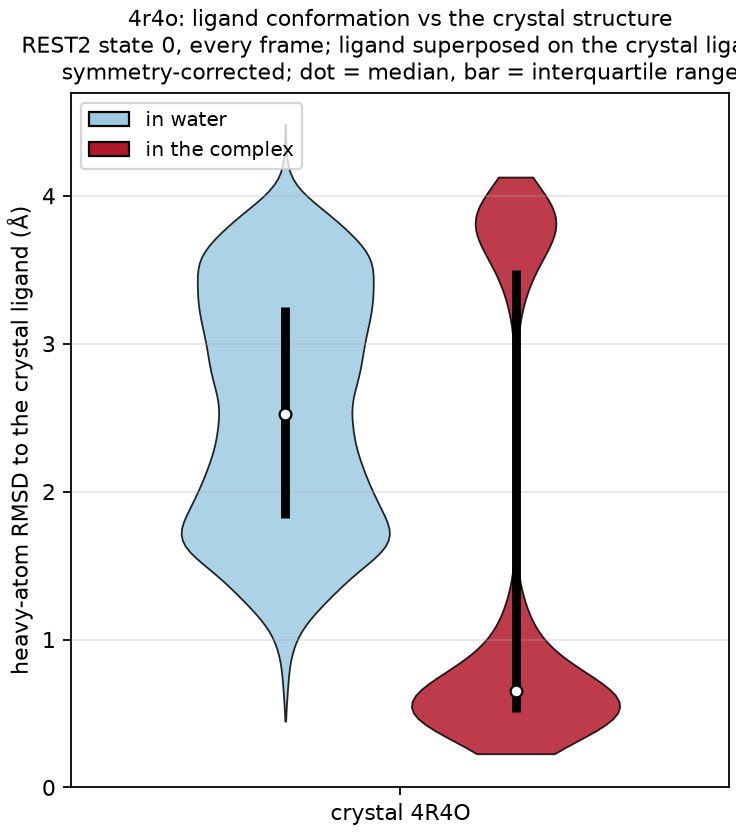 4r4o: ligand conformation vs the crystal structure
REST2 state 0, every frame; ligand superposed on the crystal liga
symmetry-corrected; dot = median, bar = interquartile range
in water
in the complex
heavy-atom RMSD to the crystal ligand (Å)
4
3
2
1
0
crystal 4R4O